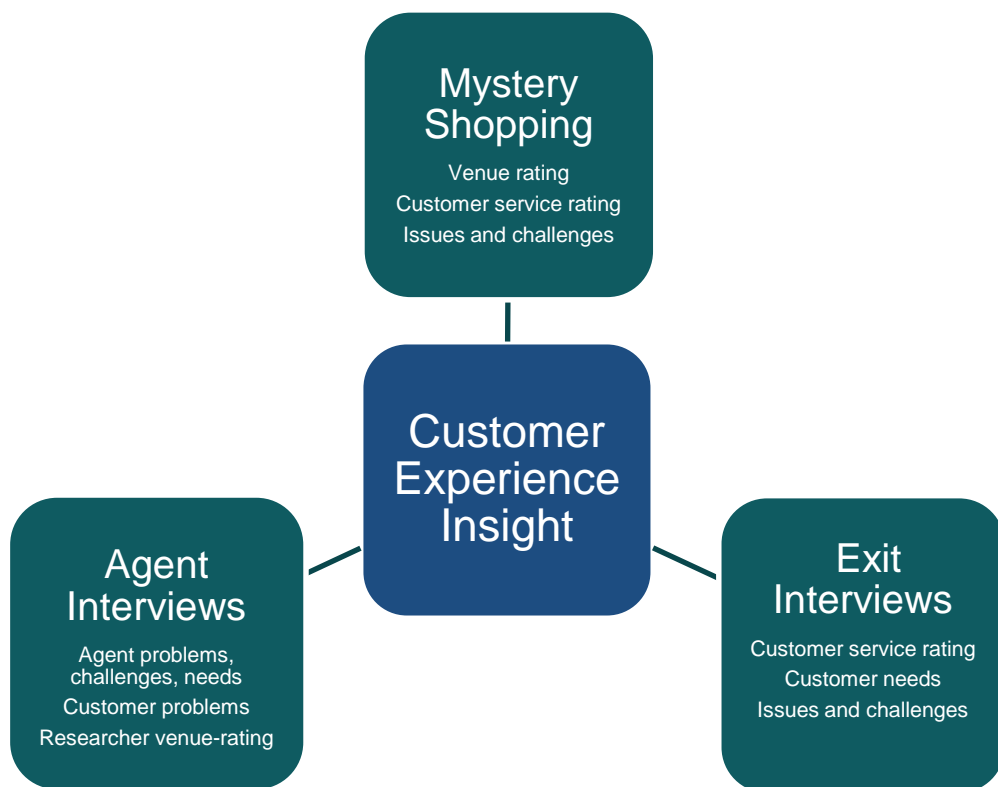 Mystery
Shopping
Venue rating
Customer service rating
Issues and challenges
Customer
Experience
Insight
Agent
Interviews
Agent problems,
challenges, needs
Customer problems
Researcher venue-rating
Exit
Interviews
Customer service rating
Customer needs
Issues and challenges